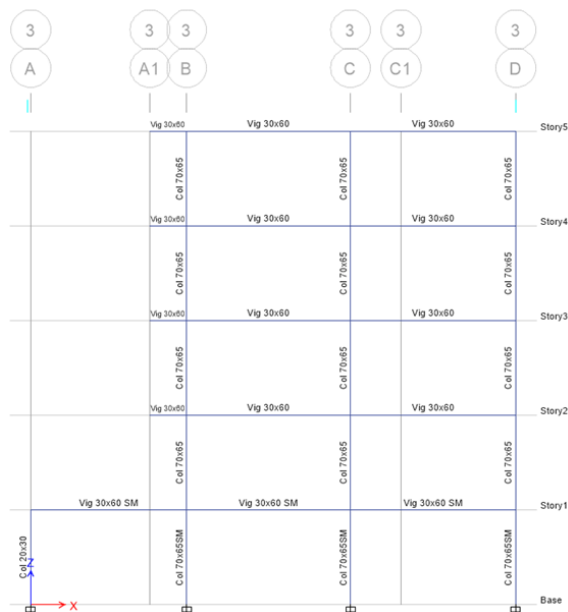 3 3 3 3 3 3
A A1 B C C1 D
Vig 30x60 Vig 30x60 Vig 30x60 Story5
Col 70x65 Col 70x65 Col 70x65
Vig 30x60 Vig 30x60 Vig 30x60 Story4
Col 70x65 Col 70x65 Col 70x65
Vig 30x60 Vig 30x60 Vig 30x60 Story3
Col 70x65 Col 70x65 Col 70x65
Vig 30x60 Vig 30x60 Vig 30x60 Story2
Col 70x65 Col 70x65 Col 70x65
Vig 30x60 SM Vig 30x60 SM Vig 30x60 SM Story1
Col 20x30 Col 70x65SM Col 70x65SM Col 70x65SM
Z
X Base